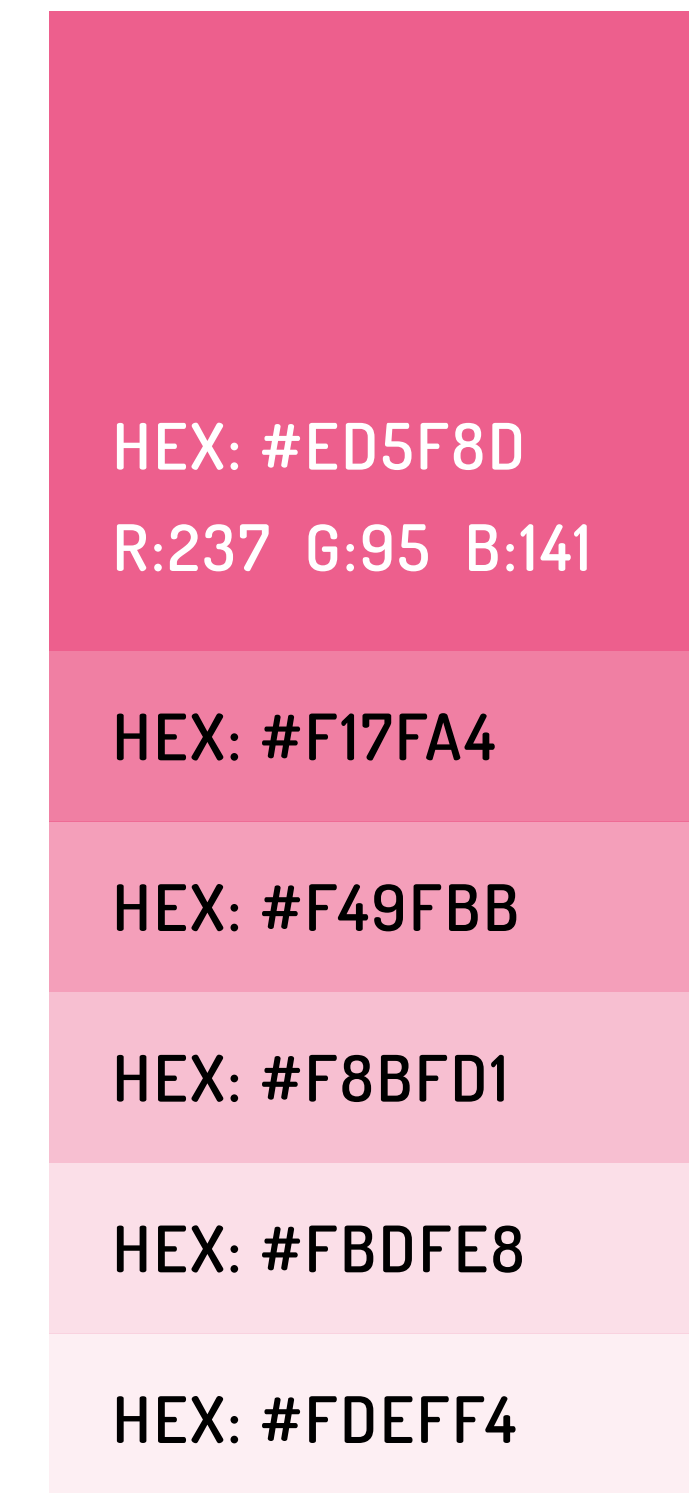 HEX: #ED5F8D
R:237 G:95 B:141
HEX: #F17FA4
HEX: #F49FBB
HEX: #F8BFD1
HEX: #FBDFE8
HEX: #FDEFF4